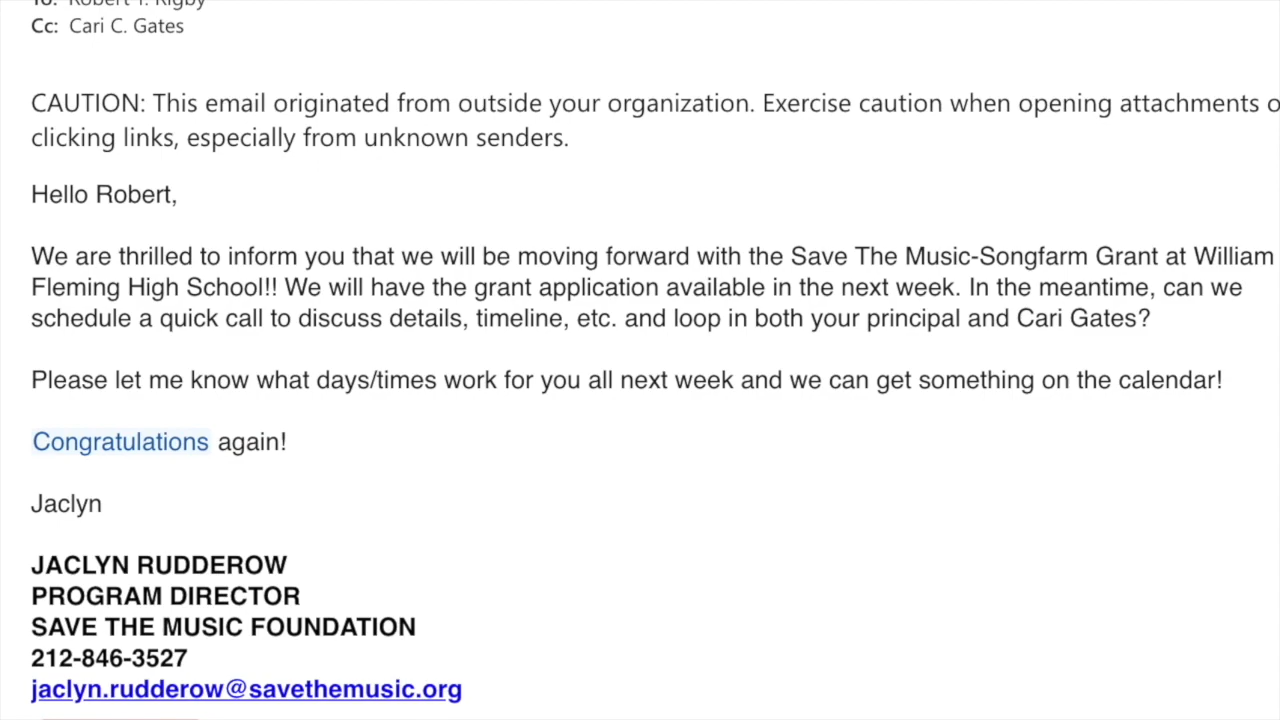 To: Robert T. Rigby
Cc: Cari C. Gates
CAUTION: This email originated from outside your organization. Exercise caution when opening attachments o
clicking links, especially from unknown senders.
Hello Robert,
We are thrilled to inform you that we will be moving forward with the Save The Music-Songfarm Grant at William
Fleming High School!! We will have the grant application available in the next week. In the meantime, can we
schedule a quick call to discuss details, timeline, etc. and loop in both your principal and Cari Gates?
Please let me know what days/times work for you all next week and we can get something on the calendar!
Congratulations again!
Jaclyn
JACLYN RUDDEROW
PROGRAM DIRECTOR
SAVE THE MUSIC FOUNDATION
212-846-3527
jaclyn.rudderow@savethemusic.org